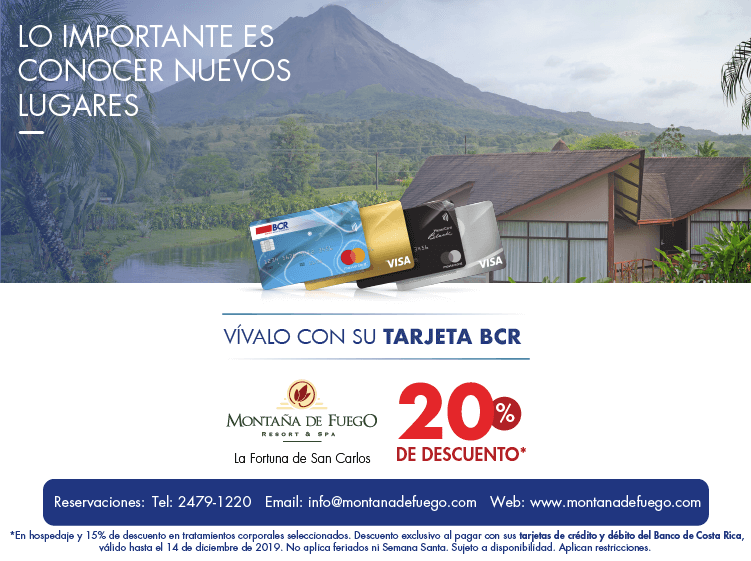 LO IMPORTANTE ES
CONOCER NUEVOS
LUGARES
BCR
VISA
VISA
VÍVALO CON SU TARJETA BCR
MONTAÑA DE FUEGO
RESORT & SPA
La Fortuna de San Carlos
20%
DE DESCUENTO*
Reservaciones: Tel: 2479-1220 Email: info@montanadefuego.com Web: www.montanadefuego.com
*En hospedaje y 15% de descuento en tratamientos corporales seleccionados. Descuento exclusivo al pagar con sus tarjetas de crédito y débito del Banco de Costa Rica,
válido hasta el 14 de diciembre de 2019. No aplica feriados ni Semana Santa. Sujeto a disponibilidad. Aplican restricciones.